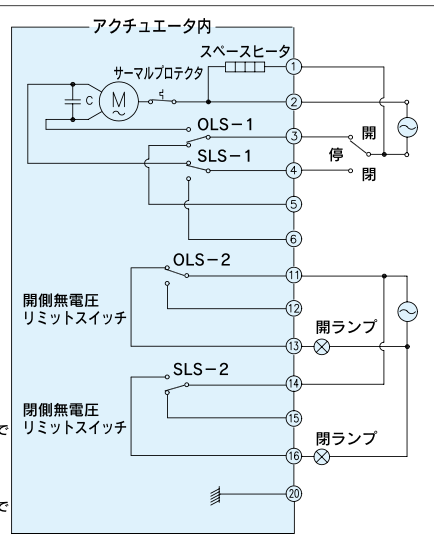 アクチュエータ内
スペースヒータ
サーマルプロテクタ
1
C
M
2
OLS-1
3
開
停
SLS-1
4
閉
5
6
OLS-2
11
開側無電圧
リミットスイッチ
12
開ランプ
13
SLS-2
14
閉側無電圧
リミットスイッチ
15
閉ランプ
16
で
20
で